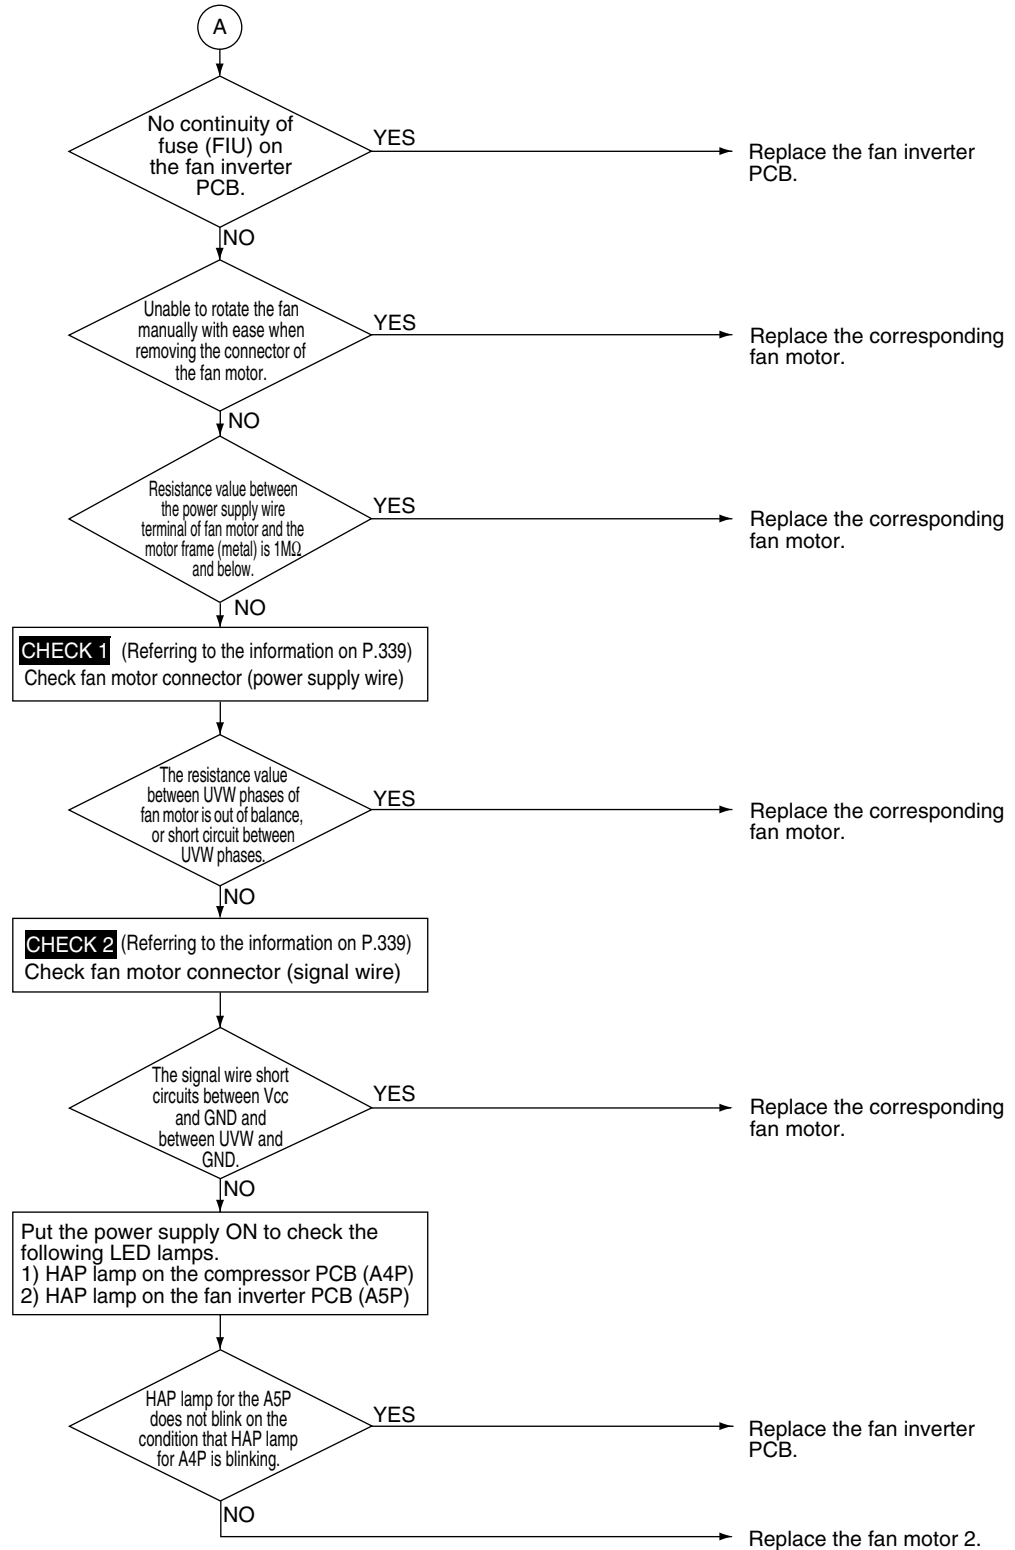 A
No continuity of
fuse (FIU) on
the fan inverter
PCB.
YES
Replace the fan inverter
PCB.
NO
Unable to rotate the fan
manually with ease when
removing the connector of
the fan motor.
YES
Replace the corresponding
fan motor.
NO
Resistance value between
the power supply wire
terminal of fan motor and the
motor frame (metal) is 1MΩ
and below.
YES
Replace the corresponding
fan motor.
NO
CHECK 1 (Referring to the information on P.339)
Check fan motor connector (power supply wire)
The resistance value
between UVW phases of
fan motor is out of balance,
or short circuit between
UVW phases.
YES
Replace the corresponding
fan motor.
NO
CHECK 2 (Referring to the information on P.339)
Check fan motor connector (signal wire)
The signal wire short
circuits between Vcc
and GND and
between UVW and
GND.
YES
Replace the corresponding
fan motor.
NO
Put the power supply ON to check the
following LED lamps.
1) HAP lamp on the compressor PCB (A4P)
2) HAP lamp on the fan inverter PCB (A5P)
HAP lamp for the A5P
does not blink on the
condition that HAP lamp
for A4P is blinking.
YES
Replace the fan inverter
PCB.
NO
Replace the fan motor 2.